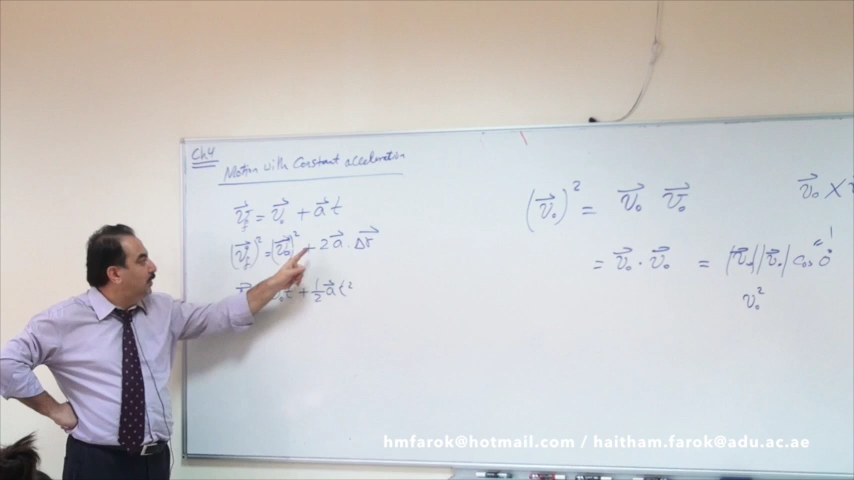 Ch4
Motion with Constant acceleration
v⃗f = v⃗₀ + a⃗ t
(v⃗f)² = (v⃗₀)² + 2 a⃗ · Δr⃗
t + ½ a⃗ t²
(v⃗₀)² = v⃗₀ v⃗₀
v⃗₀ X
= v⃗₀ · v⃗₀ = |v⃗₀||v⃗₀| cos 0° 1
v₀²
hmfarok@hotmail.com / haitham.farok@adu.ac.ae